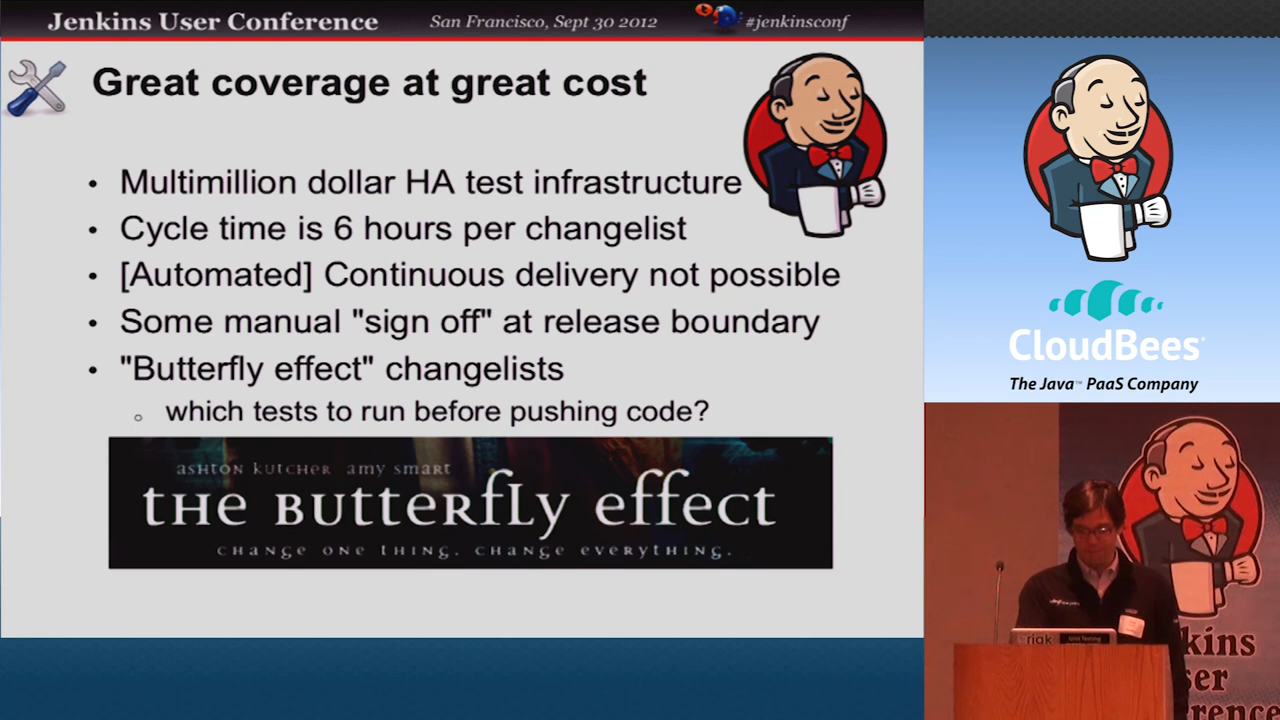 Jenkins User Conference
San Francisco, Sept 30 2012
#jenkinsconf
Great coverage at great cost
• Multimillion dollar HA test infrastructure
• Cycle time is 6 hours per changelist
• [Automated] Continuous delivery not possible
• Some manual "sign off" at release boundary
• "Butterfly effect" changelists
○ which tests to run before pushing code?
ashton kutcher amy smart
the Butterfly effect
change one thing. change everything.
CloudBees
The Java™ PaaS Company
riak
kins
ser
rence